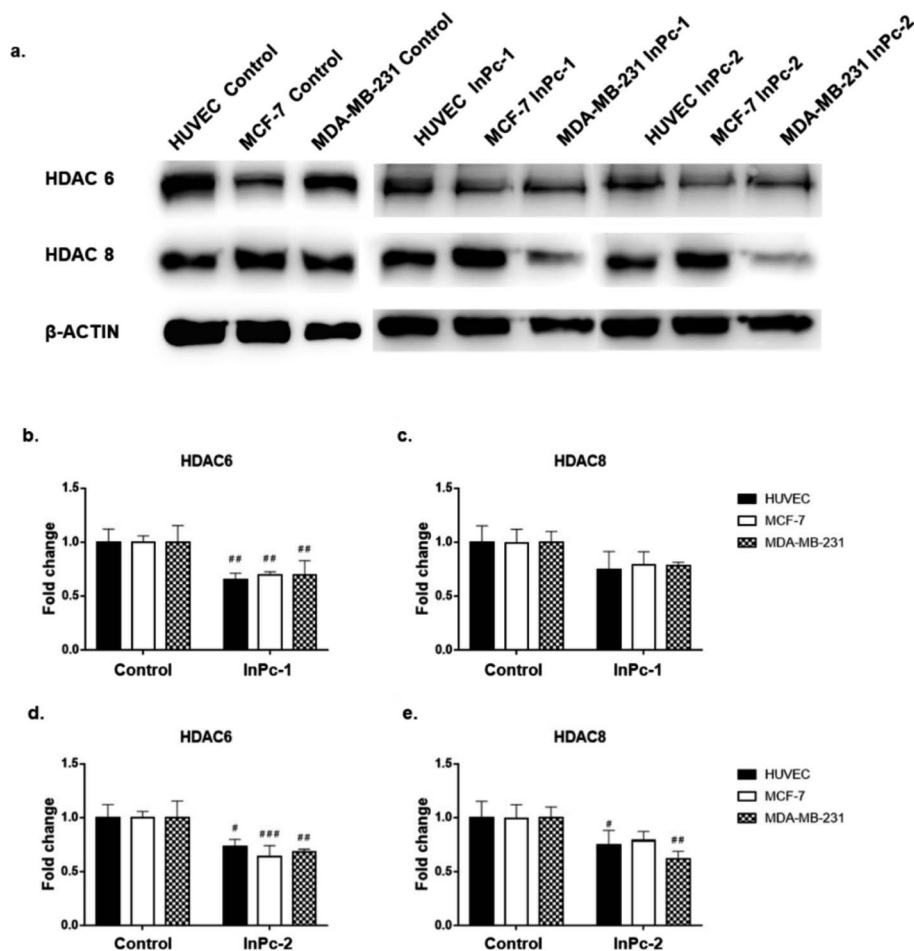 a.
HUVEC Control
MCF-7 Control
MDA-MB-231 Control
HUVEC InPc-1
MCF-7 InPc-1
MDA-MB-231 InPc-1
HUVEC InPc-2
MCF-7 InPc-2
MDA-MB-231 InPc-2
HDAC 6
HDAC 8
β-ACTIN
b.
HDAC6
Fold change
1.5
1.0
0.5
0.0
## ## ##
Control InPc-1
c.
HDAC8
Fold change
1.5
1.0
0.5
0.0
Control InPc-1
HUVEC
MCF-7
MDA-MB-231
d.
HDAC6
Fold change
1.5
1.0
0.5
0.0
# ### ##
Control InPc-2
e.
HDAC8
Fold change
1.5
1.0
0.5
0.0
# ##
Control InPc-2
HUVEC
MCF-7
MDA-MB-231